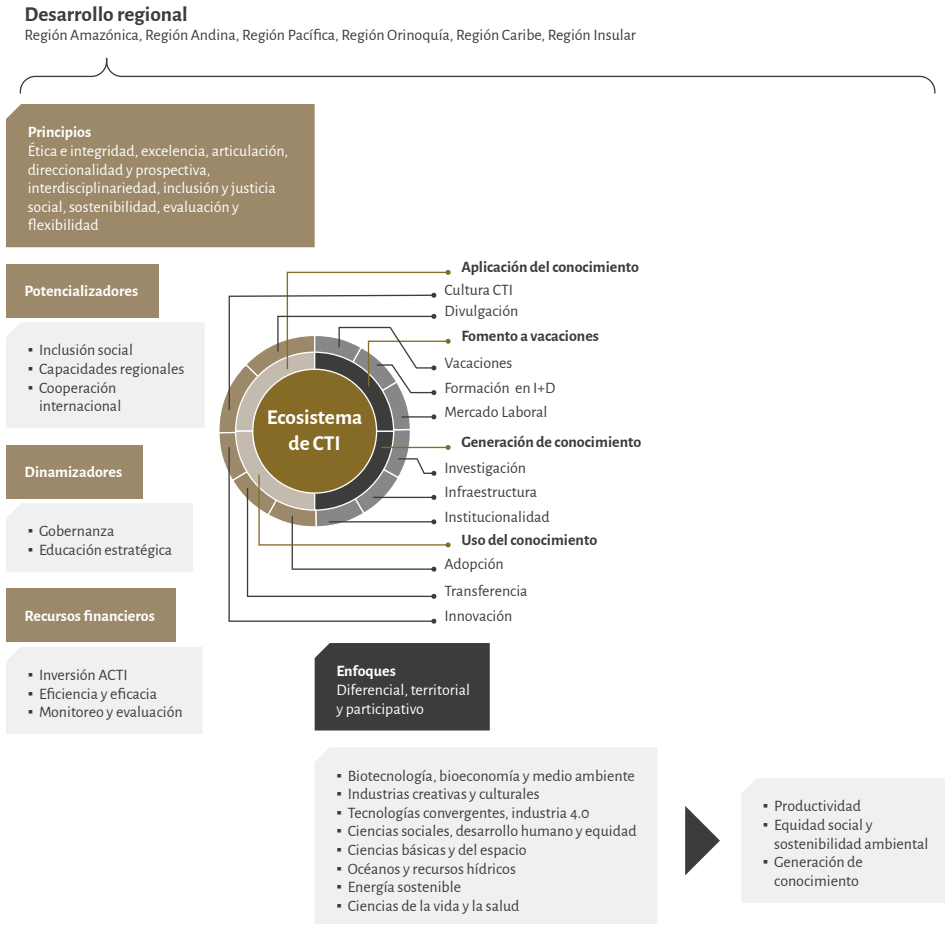 Desarrollo regional
Región Amazónica, Región Andina, Región Pacífica, Región Orinoquía, Región Caribe, Región Insular
Principios
Ética e integridad, excelencia, articulación,
direccionalidad y prospectiva,
interdisciplinariedad, inclusión y justicia
social, sostenibilidad, evaluación y
flexibilidad
Potencializadores
▪ Inclusión social
▪ Capacidades regionales
▪ Cooperación
internacional
Dinamizadores
▪ Gobernanza
▪ Educación estratégica
Recursos financieros
▪ Inversión ACTI
▪ Eficiencia y eficacia
▪ Monitoreo y evaluación
Ecosistema
de CTI
Aplicación del conocimiento
Cultura CTI
Divulgación
Fomento a vacaciones
Vacaciones
Formación en I+D
Mercado Laboral
Generación de conocimiento
Investigación
Infraestructura
Institucionalidad
Uso del conocimiento
Adopción
Transferencia
Innovación
Enfoques
Diferencial, territorial
y participativo
▪ Biotecnología, bioeconomía y medio ambiente
▪ Industrias creativas y culturales
▪ Tecnologías convergentes, industria 4.0
▪ Ciencias sociales, desarrollo humano y equidad
▪ Ciencias básicas y del espacio
▪ Océanos y recursos hídricos
▪ Energía sostenible
▪ Ciencias de la vida y la salud
▪ Productividad
▪ Equidad social y
sostenibilidad ambiental
▪ Generación de
conocimiento